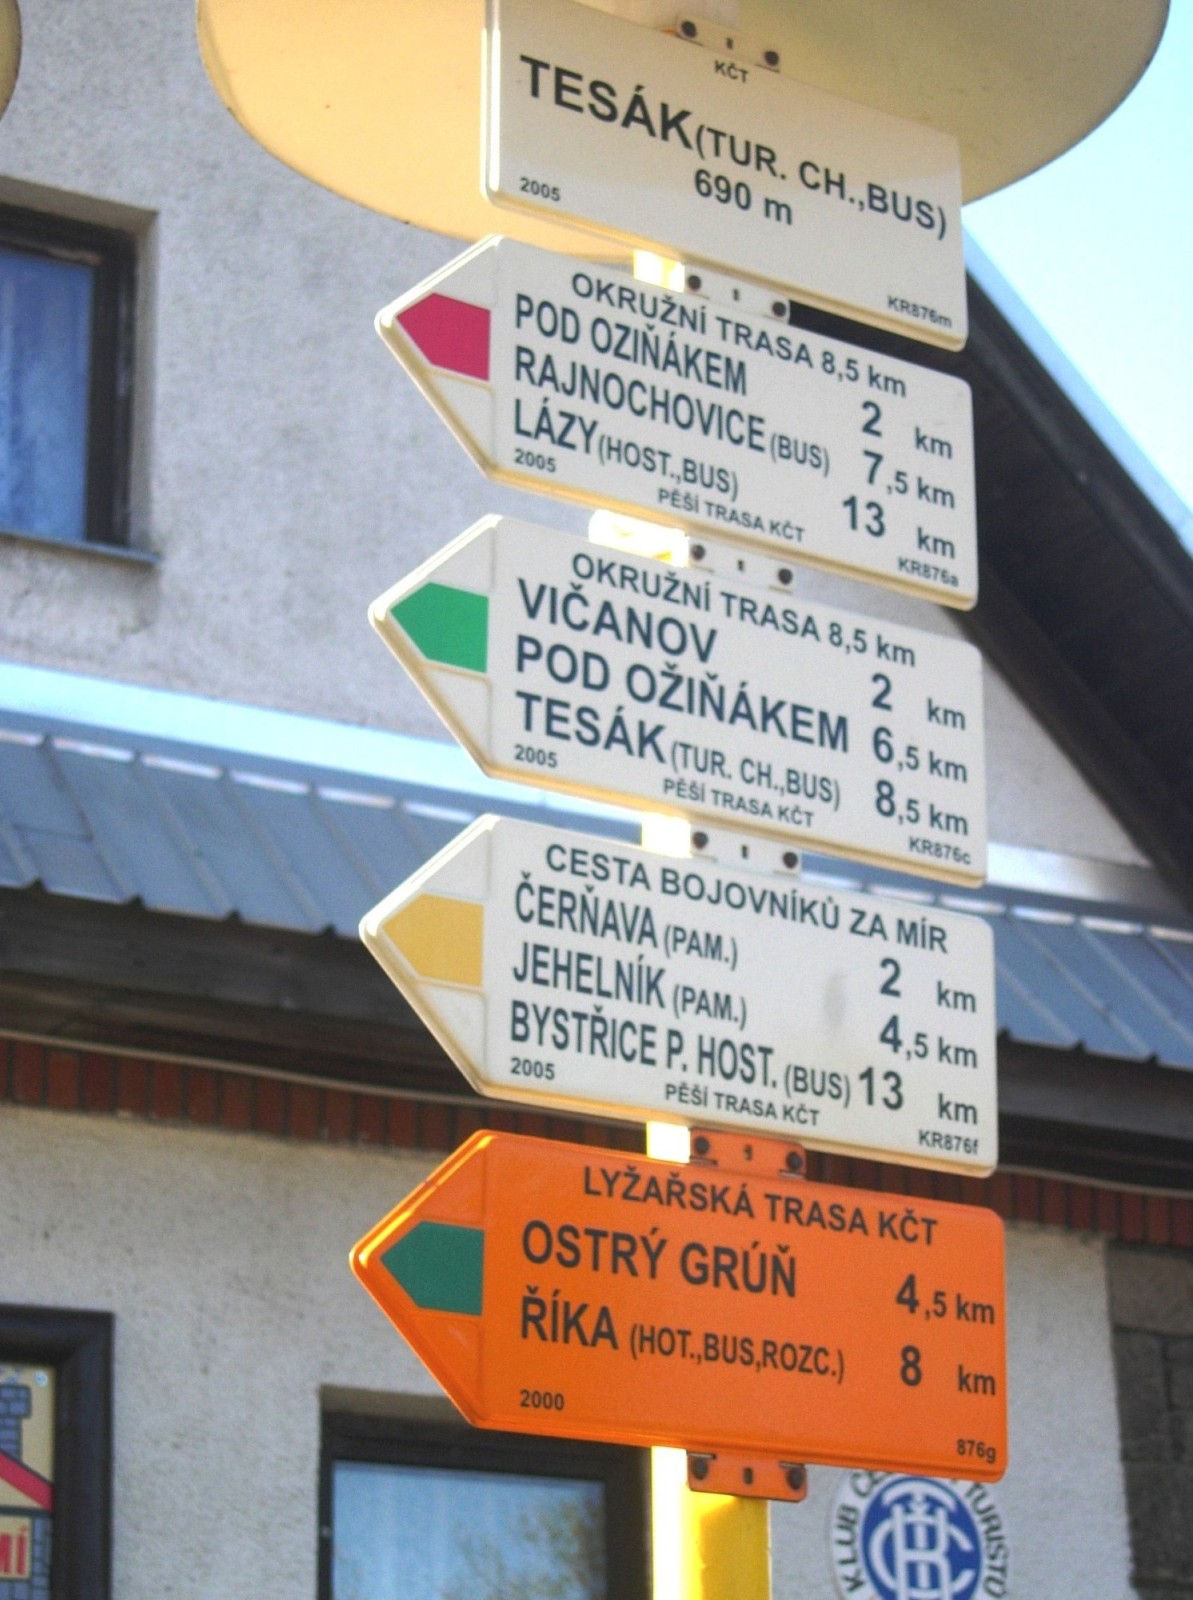 KČT
TESÁK(TUR. CH.,BUS)
690 m
2005
KR876m
OKRUŽNÍ TRASA 8,5 km
POD OZIŇÁKEM 2 km
RAJNOCHOVICE (BUS) 7,5 km
LÁZY(HOST.,BUS) 13 km
2005 PĚŠÍ TRASA KČT KR876a
OKRUŽNÍ TRASA 8,5 km
VIČANOV 2 km
POD OŽIŇÁKEM 6,5 km
TESÁK(TUR. CH.,BUS) 8,5 km
2005 PĚŠÍ TRASA KČT KR876c
CESTA BOJOVNÍKŮ ZA MÍR
ČERŇAVA (PAM.) 2 km
JEHELNÍK (PAM.) 4,5 km
BYSTŘICE P. HOST. (BUS) 13 km
2005 PĚŠÍ TRASA KČT KR876f
LYŽAŘSKÁ TRASA KČT
OSTRÝ GRÚŇ 4,5 km
ŘÍKA (HOT.,BUS,ROZC.) 8 km
2000 876g
KLUB